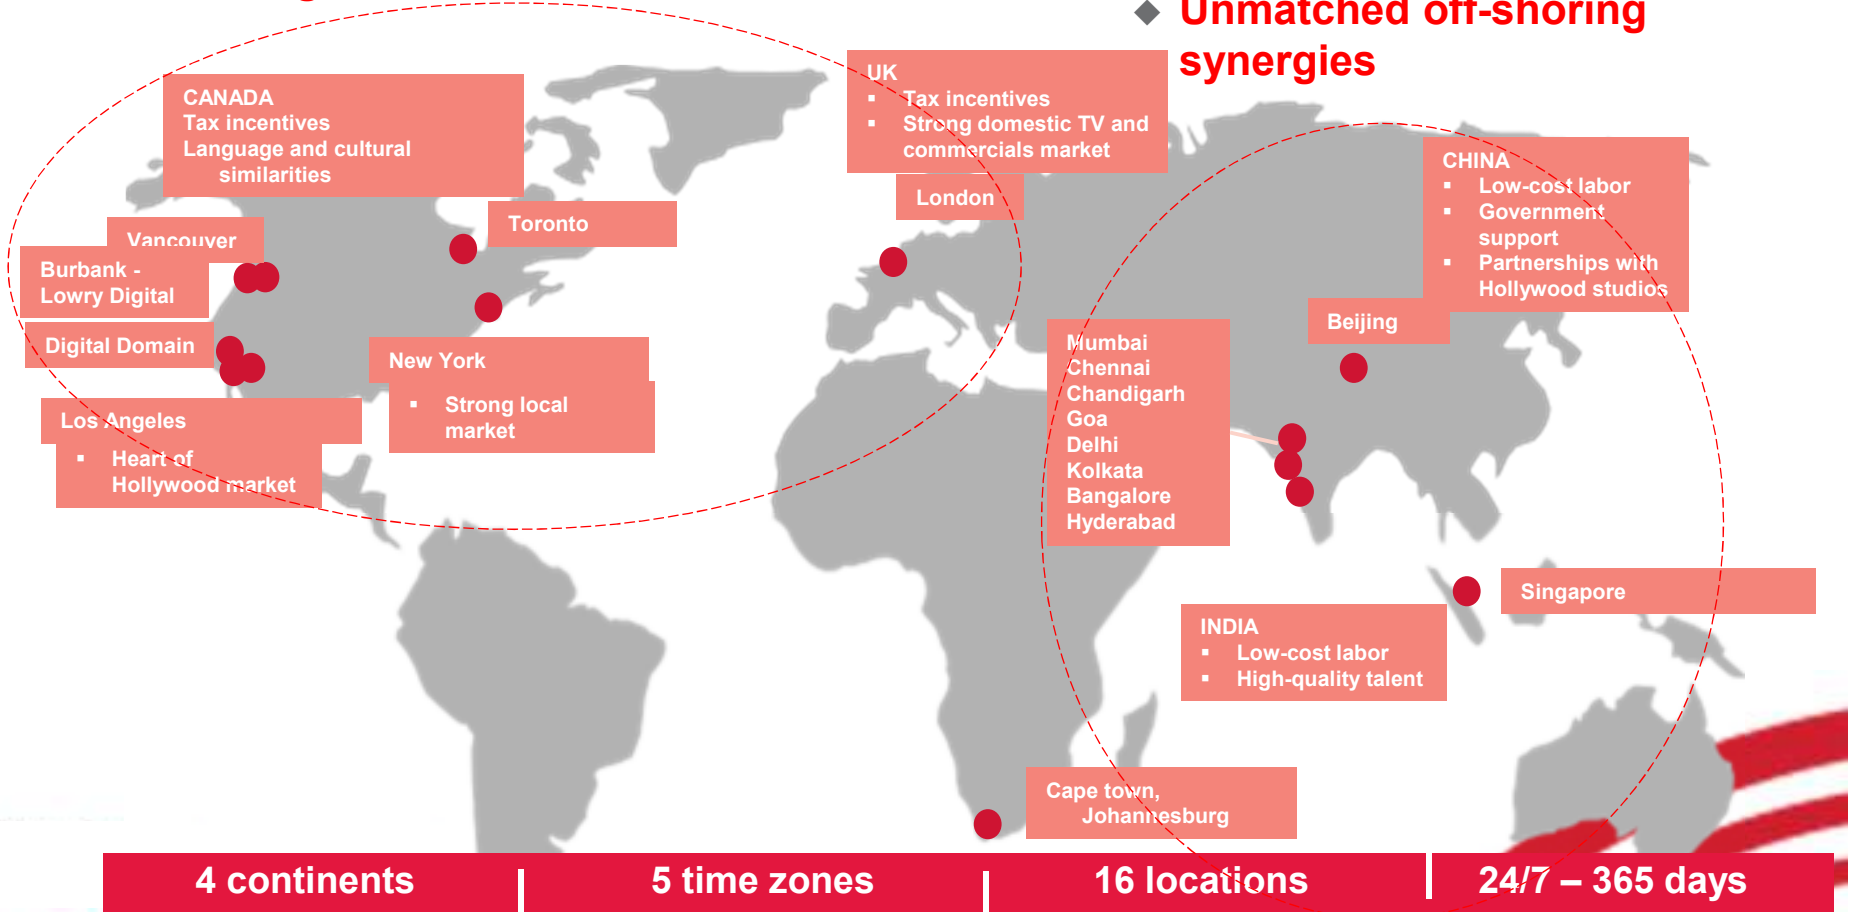 Unmatched off-shoring
synergies
CANADA
Tax incentives
Language and cultural
similarities
UK
▪ Tax incentives
▪ Strong domestic TV and
commercials market
London
CHINA
▪ Low-cost labor
▪ Government
support
▪ Partnerships with
Hollywood studios
Toronto
Vancouver
Burbank -
Lowry Digital
Digital Domain
New York
▪ Strong local
market
Los Angeles
▪ Heart of
Hollywood market
Beijing
Mumbai
Chennai
Chandigarh
Goa
Delhi
Kolkata
Bangalore
Hyderabad
Singapore
INDIA
▪ Low-cost labor
▪ High-quality talent
Cape town,
Johannesburg
4 continents
5 time zones
16 locations
24/7 – 365 days